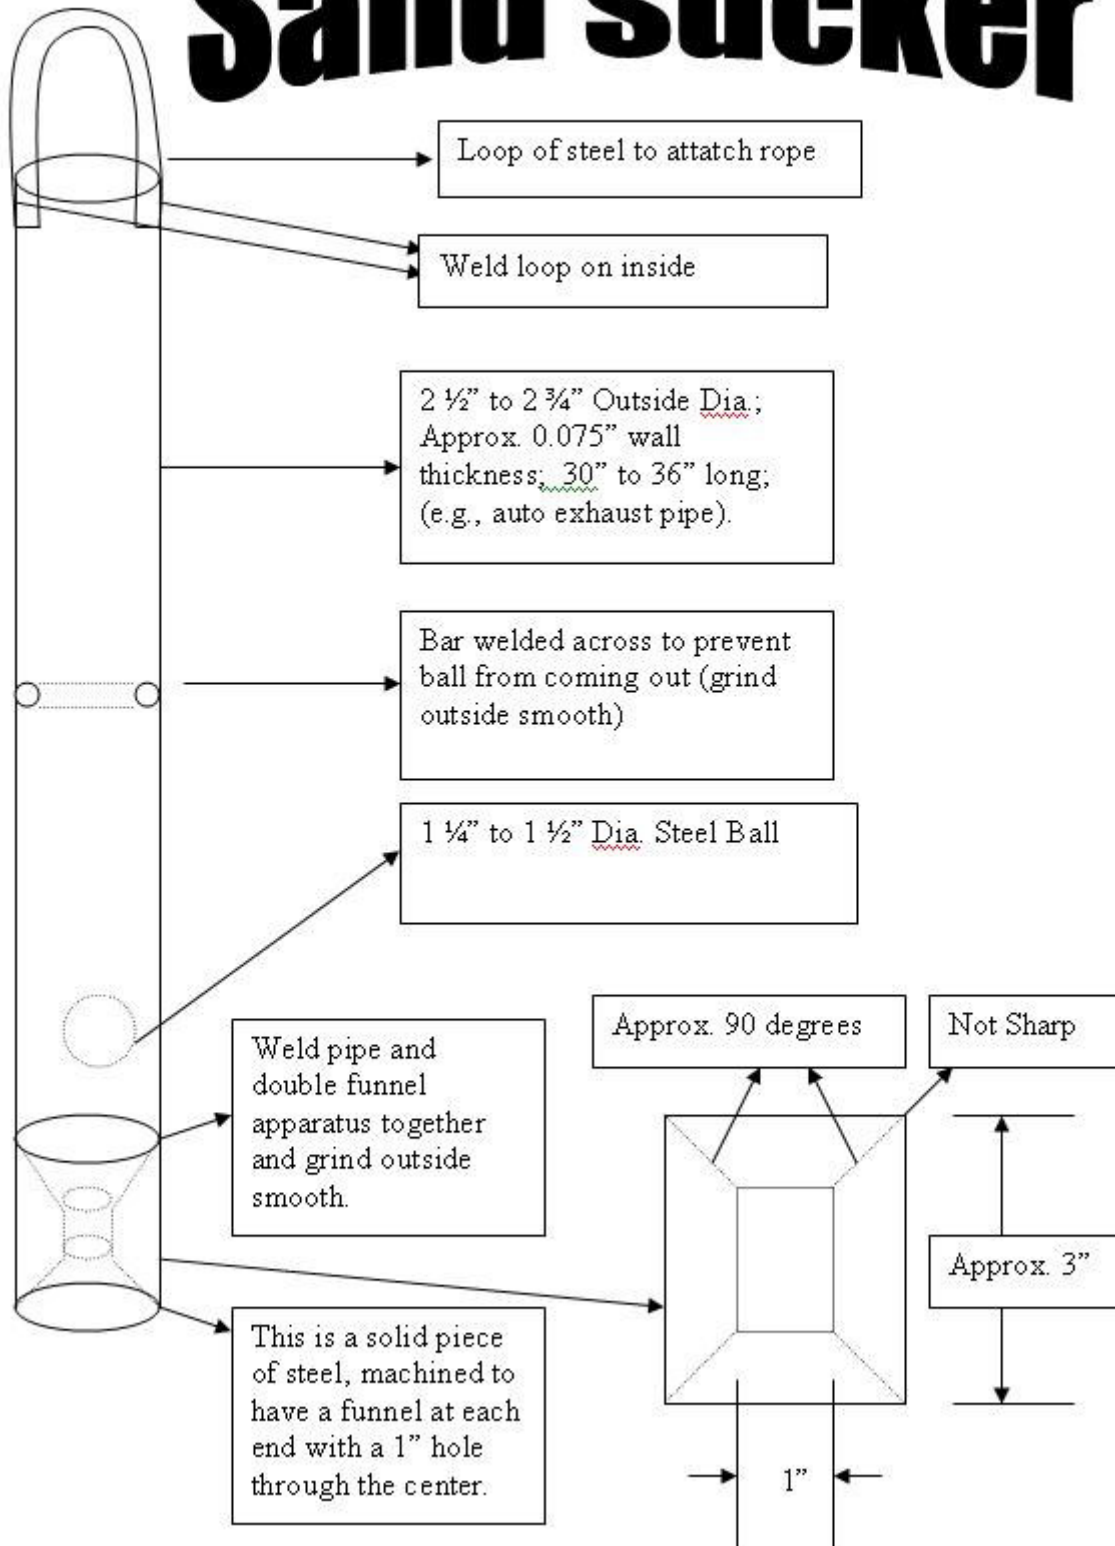 Sand sucker
Loop of steel to attatch rope
Weld loop on inside
2 ½” to 2 ¾” Outside Dia.;
Approx. 0.075” wall
thickness; 30” to 36” long;
(e.g., auto exhaust pipe).
Bar welded across to prevent
ball from coming out (grind
outside smooth)
1 ¼” to 1 ½” Dia. Steel Ball
Approx. 90 degrees
Not Sharp
Weld pipe and
double funnel
apparatus together
and grind outside
smooth.
Approx. 3”
This is a solid piece
of steel, machined to
have a funnel at each
end with a 1” hole
through the center.
1”